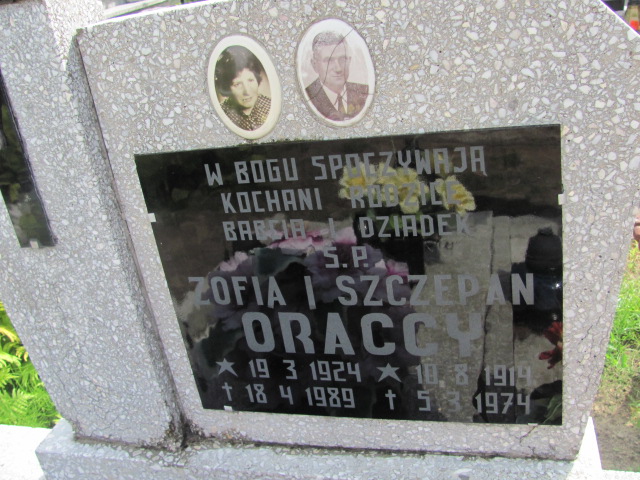 W BOGU SPOCZYWAJĄ
KOCHANI RODZICE
BABCIA I DZIADEK
Ś.P.
ZOFIA I SZCZEPAN
ORACCY
★ 19 3 1924 ★ 10.8 1919
† 18 4 1989 † 5 3 1974